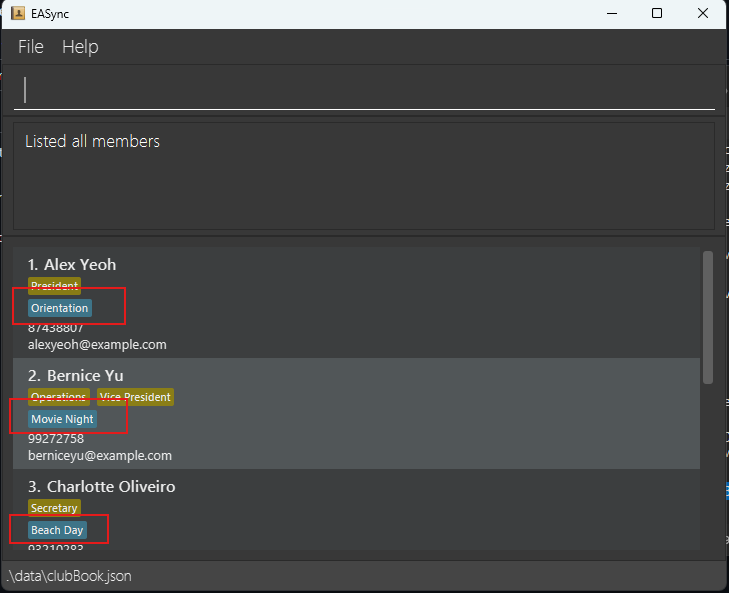 EASync
File Help
Listed all members
1. Alex Yeoh
President
Orientation
87438807
alexyeoh@example.com
2. Bernice Yu
Operations Vice President
Movie Night
99272758
berniceyu@example.com
3. Charlotte Oliveiro
Secretary
Beach Day
93210283
.\data\clubBook.json